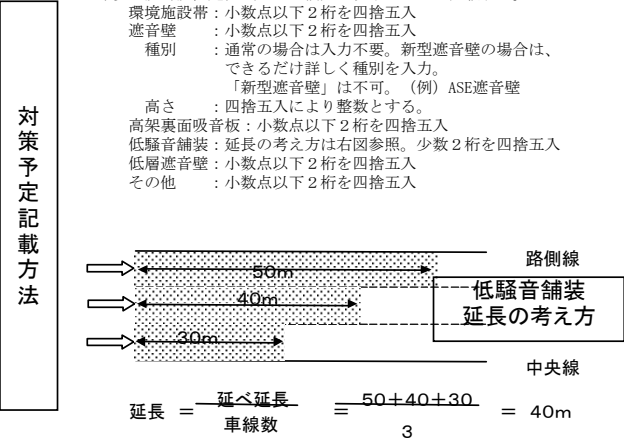 対策予定記載方法
環境施設帯：小数点以下２桁を四捨五入
遮音壁　　：小数点以下２桁を四捨五入
種別　　：通常の場合は入力不要。新型遮音壁の場合は、
できるだけ詳しく種別を入力。
「新型遮音壁」は不可。（例）ASE遮音壁
高さ　　：四捨五入により整数とする。
高架裏面吸音板：小数点以下２桁を四捨五入
低騒音舗装：延長の考え方は右図参照。少数２桁を四捨五入
低層遮音壁：小数点以下２桁を四捨五入
その他　　：小数点以下２桁を四捨五入
路側線
50m
低騒音舗装
延長の考え方
40m
30m
中央線
延長 ＝ 延べ延長 ＝ 50＋40＋30 ＝ 40m
車線数 3